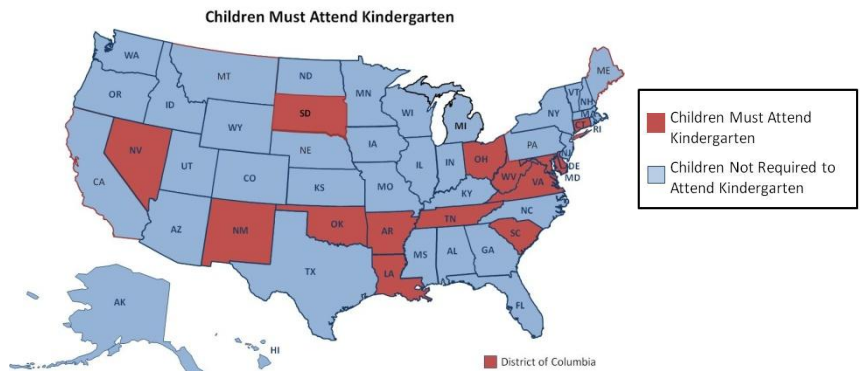 Children Must Attend Kindergarten
WA
MT
ND
MN
ME
OR
ID
SD
WI
VT
NH
NY
MA
CT
RI
WY
MI
NV
NE
IA
PA
NJ
CA
UT
CO
IL
IN
OH
DE
MD
WV
VA
KS
MO
KY
AZ
NM
OK
AR
TN
NC
SC
TX
LA
MS
AL
GA
AK
HI
FL
District of Columbia
Children Must Attend
Kindergarten
Children Not Required to
Attend Kindergarten